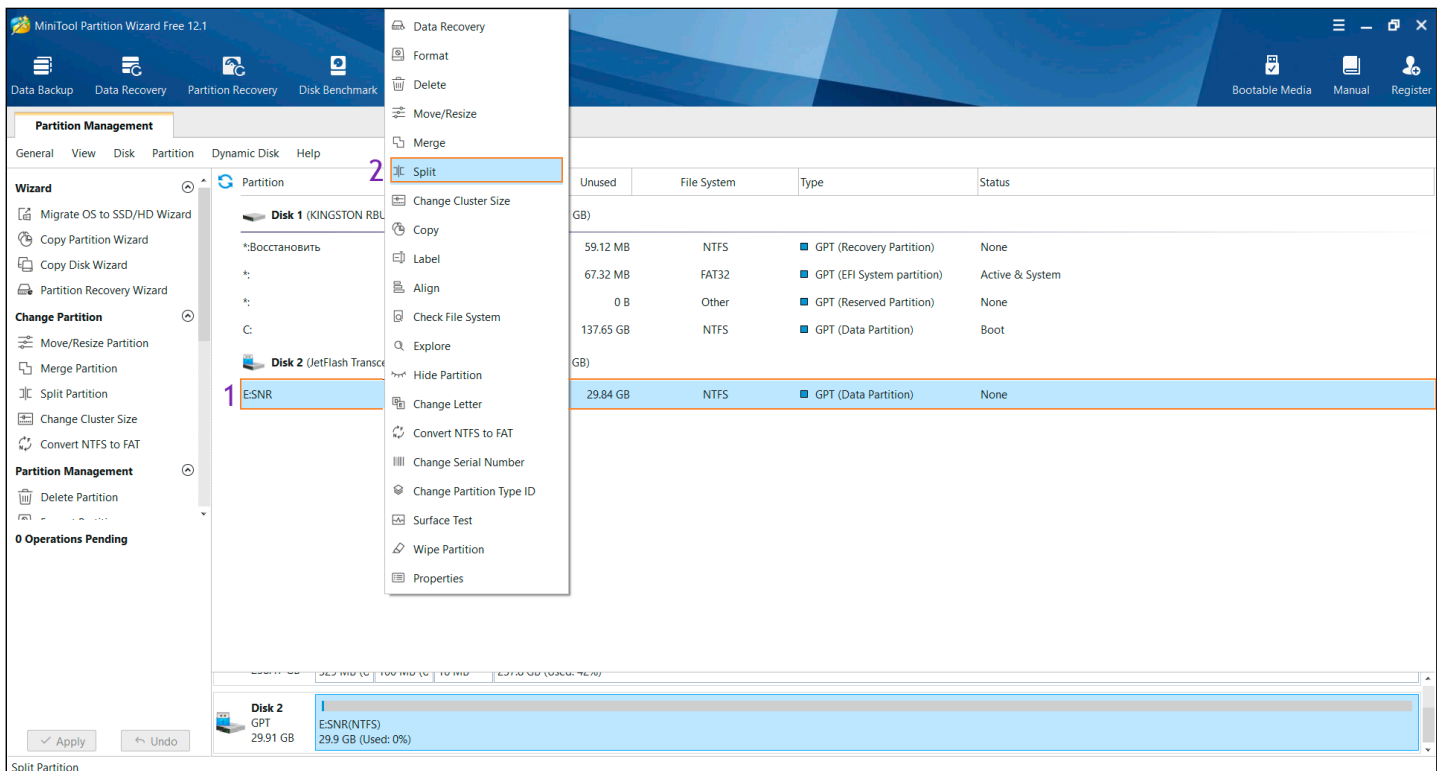 MiniTool Partition Wizard Free 12.1
Data Backup Data Recovery Partition Recovery Disk Benchmark Bootable Media Manual Register
Partition Management
General View Disk Partition Dynamic Disk Help
Wizard
Migrate OS to SSD/HD Wizard
Copy Partition Wizard
Copy Disk Wizard
Partition Recovery Wizard
Change Partition
Move/Resize Partition
Merge Partition
Split Partition
Change Cluster Size
Convert NTFS to FAT
Partition Management
Delete Partition
0 Operations Pending
Apply Undo
Split Partition
Data Recovery
Format
Delete
Move/Resize
Merge
2 Split
Change Cluster Size
Copy
Label
Align
Check File System
Explore
Hide Partition
Change Letter
Convert NTFS to FAT
Change Serial Number
Change Partition Type ID
Surface Test
Wipe Partition
Properties
Partition Unused File System Type Status
Disk 1 (KINGSTON RBU GB)
*:Восстановить 59.12 MB NTFS GPT (Recovery Partition) None
*: 67.32 MB FAT32 GPT (EFI System partition) Active & System
*: 0 B Other GPT (Reserved Partition) None
C: 137.65 GB NTFS GPT (Data Partition) Boot
Disk 2 (JetFlash Transce GB)
1 E:SNR 29.84 GB NTFS GPT (Data Partition) None
Disk 2
GPT
29.91 GB
E:SNR(NTFS)
29.9 GB (Used: 0%)